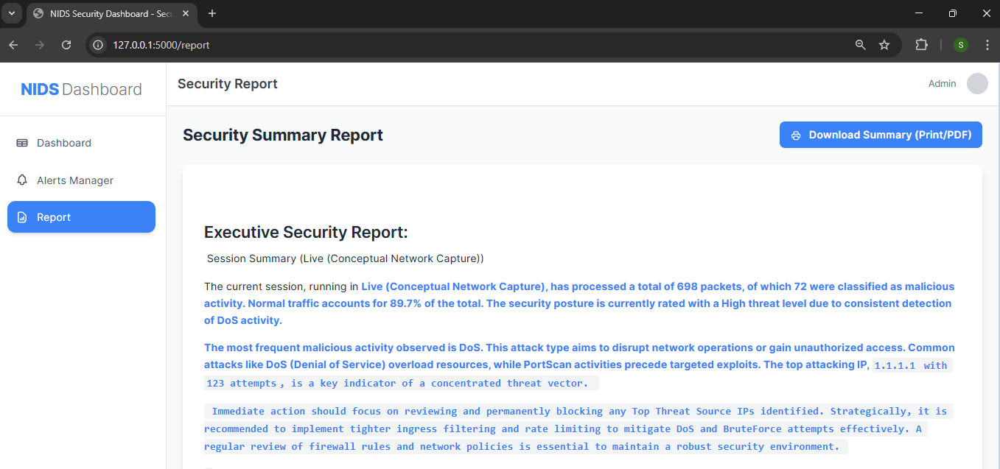 NIDS Security Dashboard - Sec
127.0.0.1:5000/report
S
NIDS Dashboard
Security Report
Admin
Dashboard
Alerts Manager
Report
Security Summary Report
Download Summary (Print/PDF)
Executive Security Report:
Session Summary (Live (Conceptual Network Capture))
The current session, running in Live (Conceptual Network Capture), has processed a total of 698 packets, of which 72 were classified as malicious
activity. Normal traffic accounts for 89.7% of the total. The security posture is currently rated with a High threat level due to consistent detection
of DoS activity.
The most frequent malicious activity observed is DoS. This attack type aims to disrupt network operations or gain unauthorized access. Common
attacks like DoS (Denial of Service) overload resources, while PortScan activities precede targeted exploits. The top attacking IP, 1.1.1.1 with
123 attempts, is a key indicator of a concentrated threat vector.
Immediate action should focus on reviewing and permanently blocking any Top Threat Source IPs identified. Strategically, it is
recommended to implement tighter ingress filtering and rate limiting to mitigate DoS and BruteForce attempts effectively. A
regular review of firewall rules and network policies is essential to maintain a robust security environment.